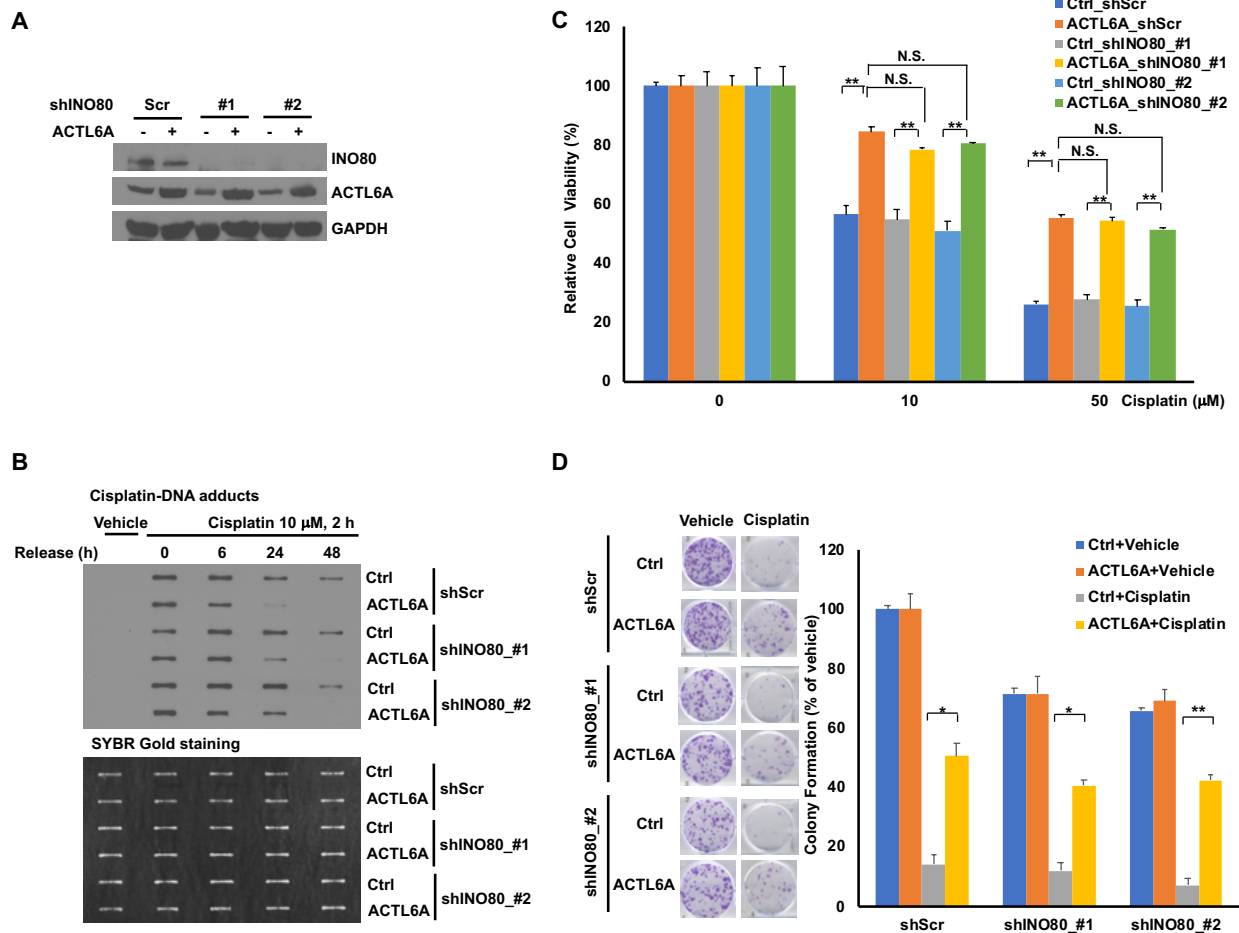 A
shINO80 Scr #1 #2
ACTL6A - + - + - +
INO80
ACTL6A
GAPDH
B
Cisplatin-DNA adducts
Vehicle Cisplatin 10 μM, 2 h
Release (h) 0 6 24 48
Ctrl
ACTL6A
shScr
Ctrl
ACTL6A
shINO80_#1
Ctrl
ACTL6A
shINO80_#2
SYBR Gold staining
Ctrl
ACTL6A
shScr
Ctrl
ACTL6A
shINO80_#1
Ctrl
ACTL6A
shINO80_#2
C
Ctrl_shScr
ACTL6A_shScr
Ctrl_shINO80_#1
ACTL6A_shINO80_#1
Ctrl_shINO80_#2
ACTL6A_shINO80_#2
Relative Cell Viability (%)
120
100
80
60
40
20
0
N.S.
N.S.
**
**
**
N.S.
N.S.
**
**
**
0 10 50 Cisplatin (μM)
D
Vehicle Cisplatin
shScr
Ctrl
ACTL6A
shINO80_#1
Ctrl
ACTL6A
shINO80_#2
Ctrl
ACTL6A
Colony Formation (% of vehicle)
120
100
80
60
40
20
0
Ctrl+Vehicle
ACTL6A+Vehicle
Ctrl+Cisplatin
ACTL6A+Cisplatin
*
*
**
shScr shINO80_#1 shINO80_#2